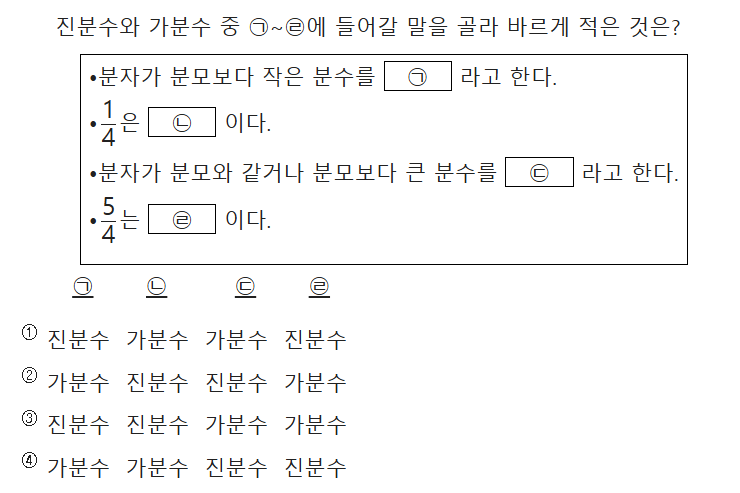 진분수와 가분수 중 ㉠~㉣에 들어갈 말을 골라 바르게 적은 것은?
•분자가 분모보다 작은 분수를 ㉠ 라고 한다.
•1/4은 ㉡ 이다.
•분자가 분모와 같거나 분모보다 큰 분수를 ㉢ 라고 한다.
•5/4는 ㉣ 이다.
㉠ ㉡ ㉢ ㉣
① 진분수 가분수 가분수 진분수
② 가분수 진분수 진분수 가분수
③ 진분수 진분수 가분수 가분수
④ 가분수 가분수 진분수 진분수